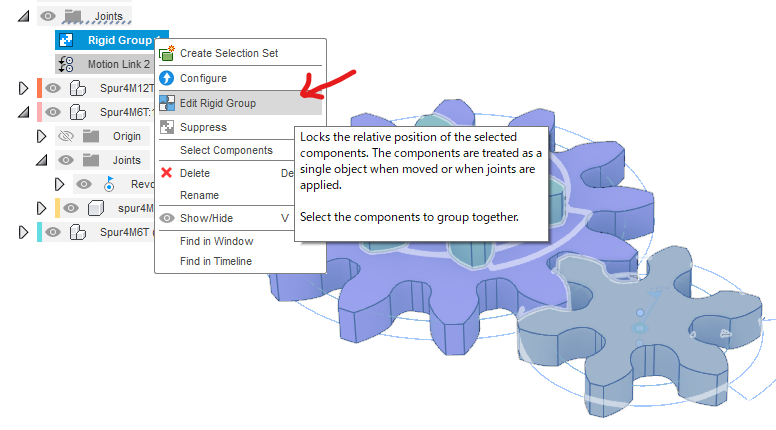 Joints
Rigid Group
Motion Link 2
Create Selection Set
Configure
Edit Rigid Group
Suppress
Select Components
Delete De
Rename
Show/Hide V
Find in Window
Find in Timeline
Spur4M12T
Spur4M6T:
Origin
Joints
Revo
spur4M
Spur4M6T (
Locks the relative position of the selected
components. The components are treated as a
single object when moved or when joints are
applied.
Select the components to group together.